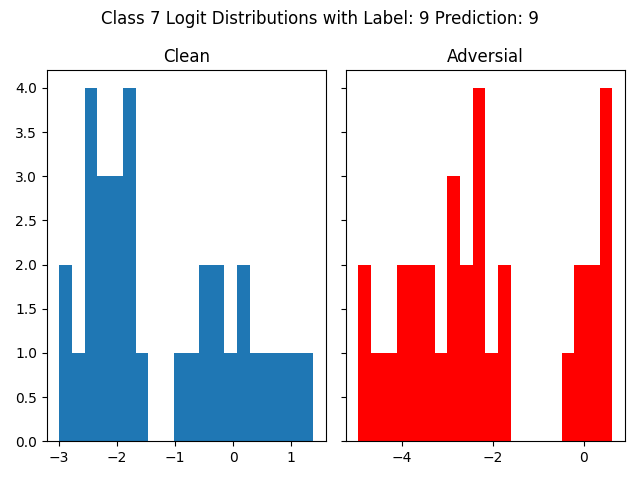 Class 7 Logit Distributions with Label: 9 Prediction: 9
Clean
Adversial
4.0
3.5
3.0
2.5
2.0
1.5
1.0
0.5
0.0
−3 −2 −1 0 1
−4 −2 0